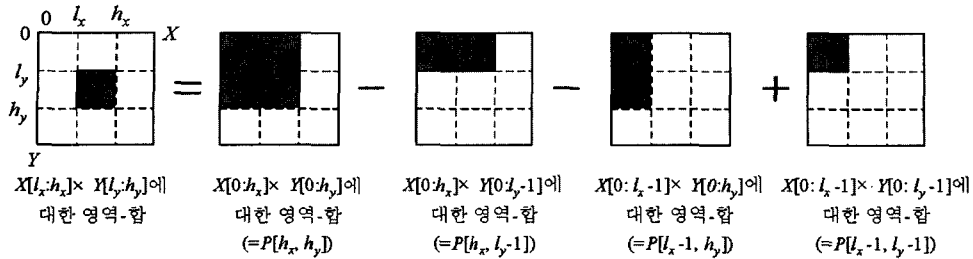 0 l_x h_x
0 X
l_y
h_y
Y
= − − +
X[l_x:h_x]× Y[l_y:h_y]에 X[0:h_x]× Y[0:h_y]에 X[0:h_x]× Y[0:l_y-1]에 X[0: l_x-1]× Y[0:h_y]에 X[0: l_x-1]× Y[0: l_y-1]에
대한 영역-합 대한 영역-합 대한 영역-합 대한 영역-합 대한 영역-합
(=P[h_x, h_y]) (=P[h_x, l_y-1]) (=P[l_x-1, h_y]) (=P[l_x-1, l_y-1])